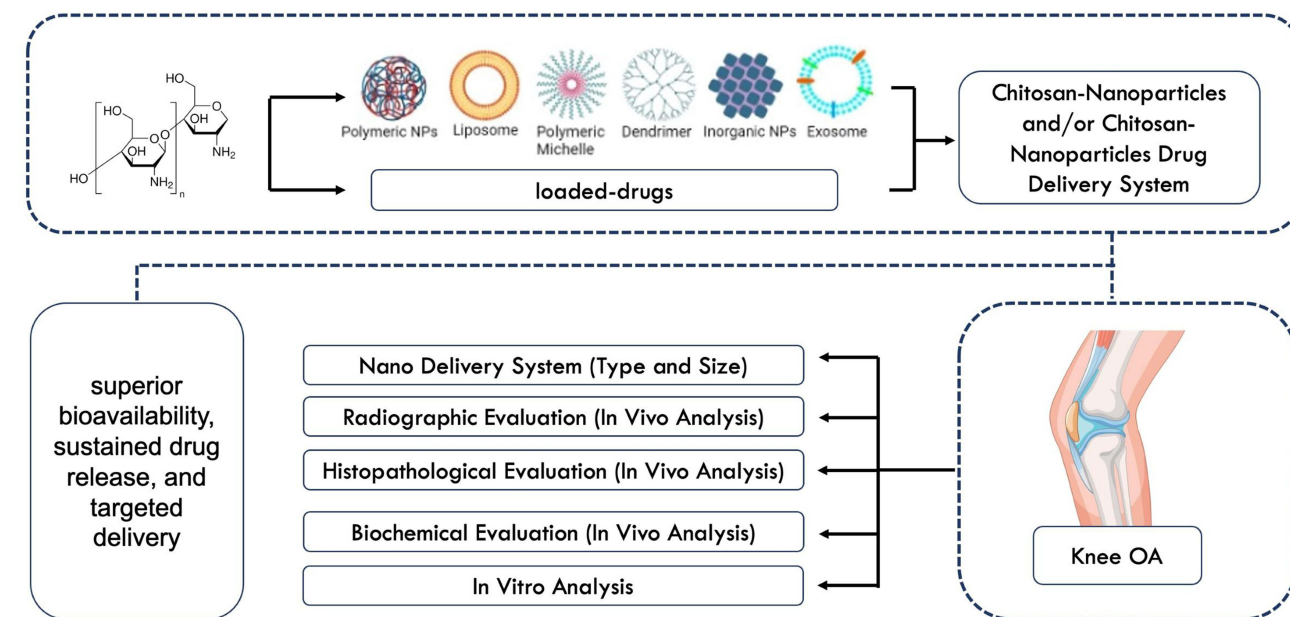 HO
HO
HO
OH
NH₂
O
O
O
OH
NH₂
HO
n
Polymeric NPs
Liposome
Polymeric
Michelle
Dendrimer
Inorganic NPs
Exosome
loaded-drugs
Chitosan-Nanoparticles
and/or Chitosan-
Nanoparticles Drug
Delivery System
superior
bioavailability,
sustained drug
release, and
targeted
delivery
Nano Delivery System (Type and Size)
Radiographic Evaluation (In Vivo Analysis)
Histopathological Evaluation (In Vivo Analysis)
Biochemical Evaluation (In Vivo Analysis)
In Vitro Analysis
Knee OA